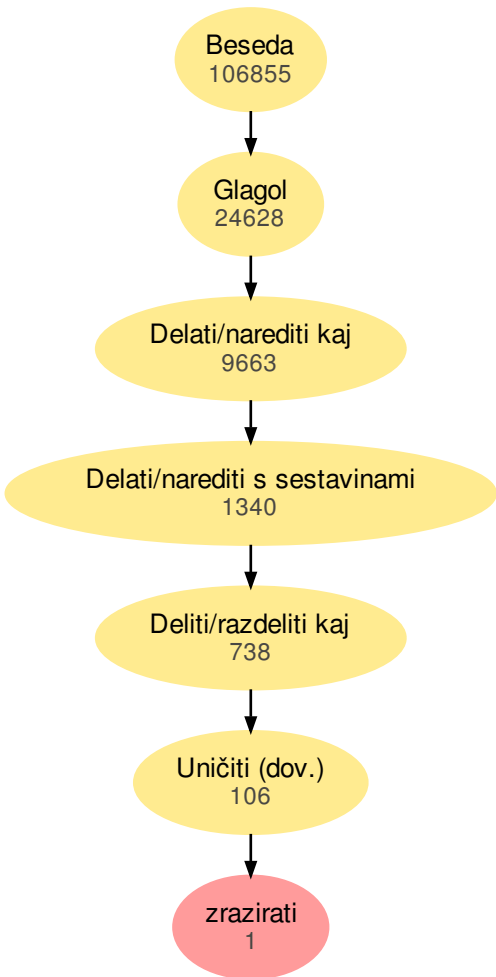 Beseda
106855
Glagol
24628
Delati/narediti kaj
9663
Delati/narediti s sestavinami
1340
Deliti/razdeliti kaj
738
Uničiti (dov.)
106
zrazirati
1